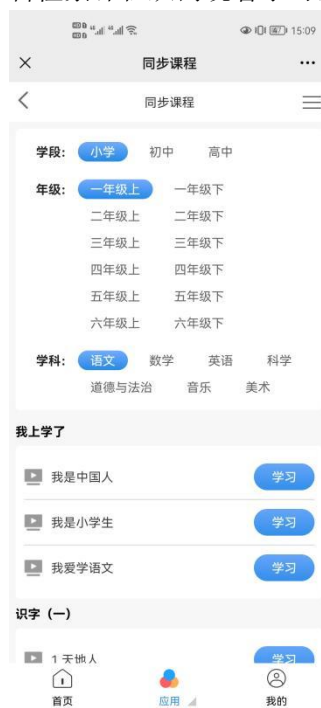 15:09
同步课程
同步课程
学段: 小学 初中 高中
年级: 一年级上 一年级下
二年级上 二年级下
三年级上 三年级下
四年级上 四年级下
五年级上 五年级下
六年级上 六年级下
学科: 语文 数学 英语 科学
道德与法治 音乐 美术
我上学了
我是中国人 学习
我是小学生 学习
我爱学语文 学习
识字（一）
1 天地人 学习
首页 应用 我的